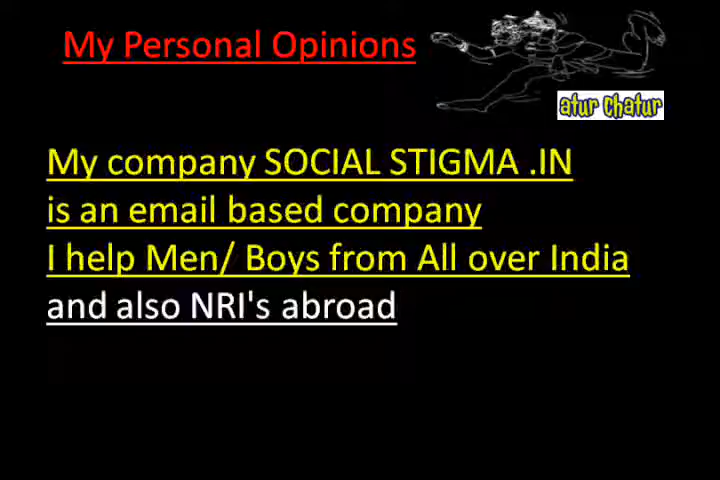 My Personal Opinions
atur chatur
My company SOCIAL STIGMA .IN
is an email based company
I help Men/ Boys from All over India
and also NRI's abroad